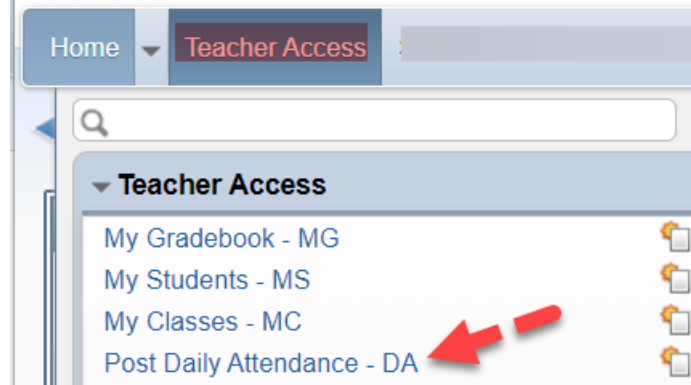 Home Teacher Access
Teacher Access
My Gradebook - MG
My Students - MS
My Classes - MC
Post Daily Attendance - DA